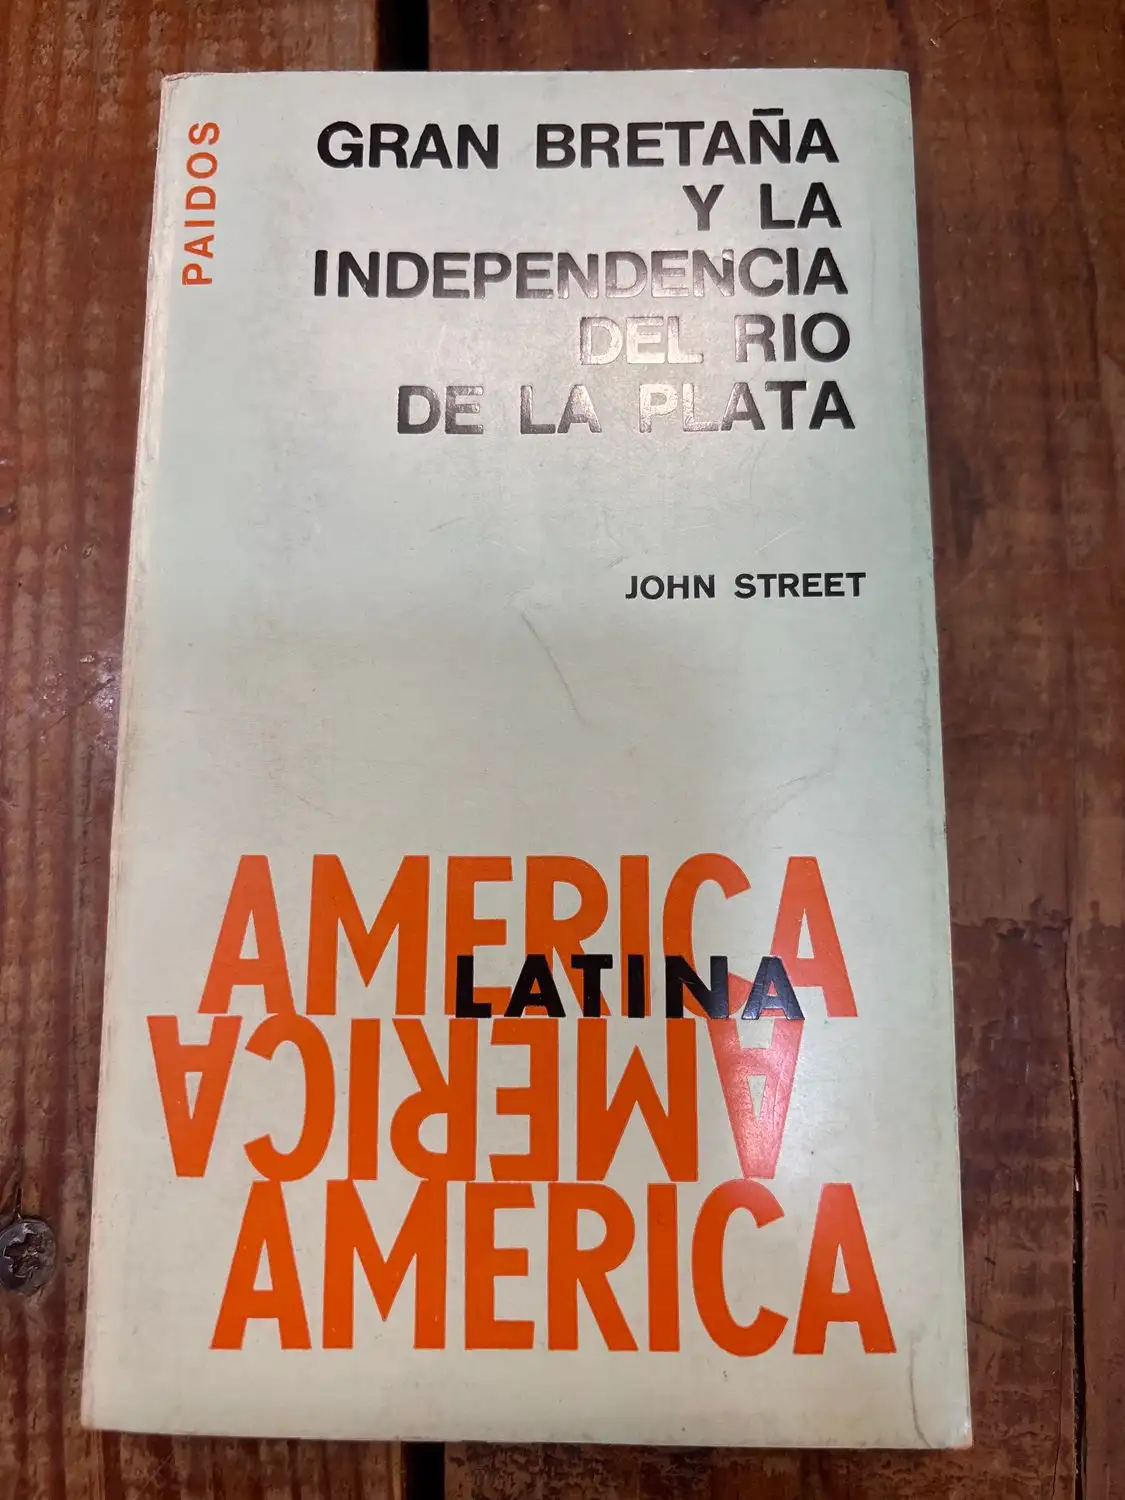 PAIDOS
GRAN BRETAÑA
Y LA
INDEPENDENCIA
DEL RIO
DE LA PLATA
JOHN STREET
AMERICA
LATINA
AMERICA
AMERICA